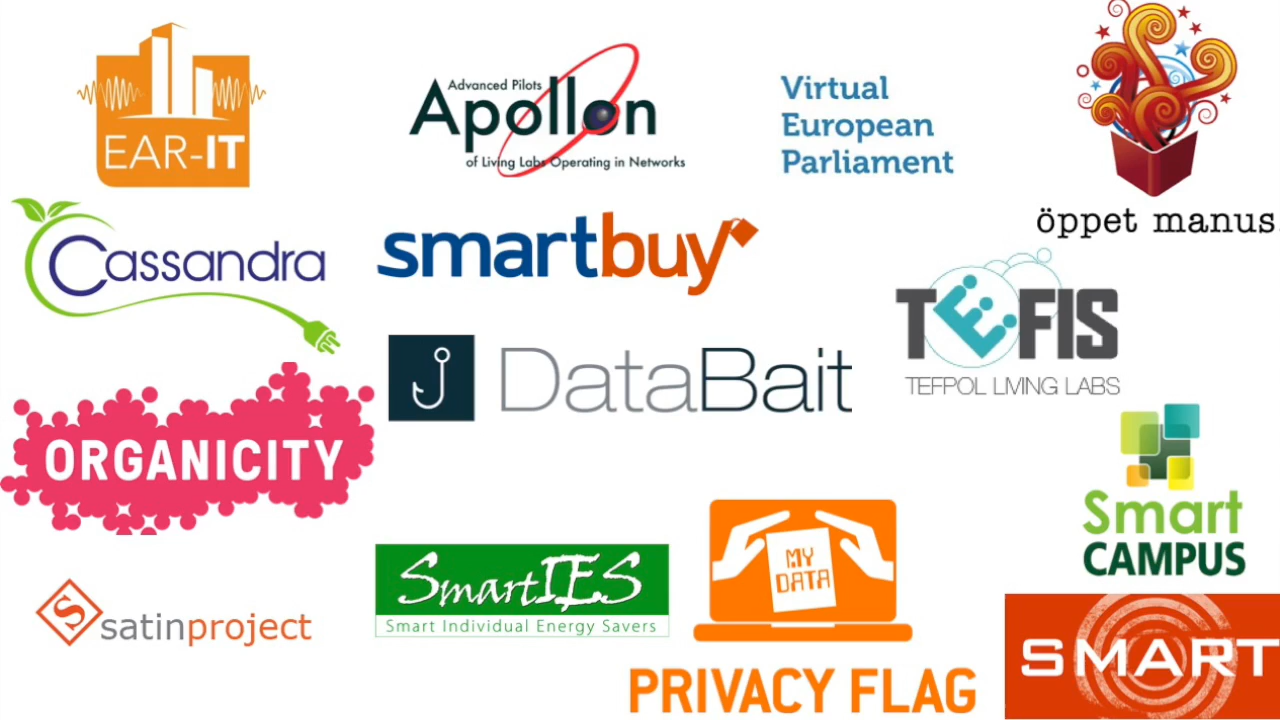 EAR-IT
Advanced Pilots
Apollon
of Living Labs Operating in Networks
Virtual
European
Parliament
öppet manus.
Cassandra
smartbuy
TEFIS
TEFPOL LIVING LABS
DataBait
ORGANICITY
Smart
CAMPUS
SmartIES
Smart Individual Energy Savers
MY
DATA
PRIVACY FLAG
S
satinproject
SMART